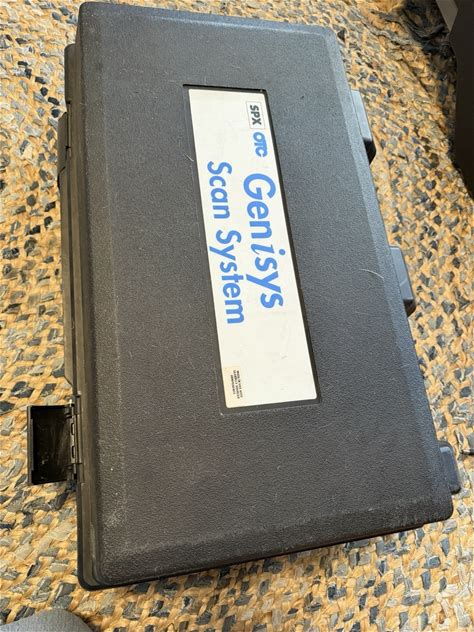 SPX OTC
Genisys
Scan System